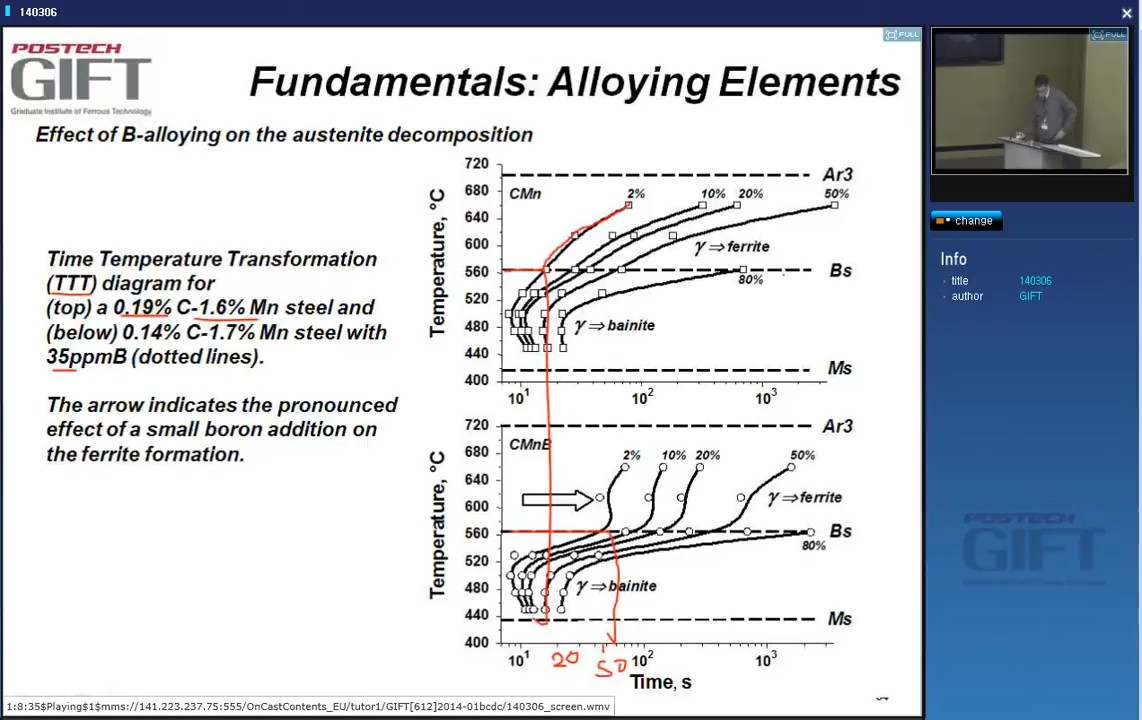 140306
POSTECH
GIFT
Graduate Institute of Ferrous Technology
Fundamentals: Alloying Elements
FULL
FULL
Effect of B-alloying on the austenite decomposition
Time Temperature Transformation
(TTT) diagram for
(top) a 0.19% C-1.6% Mn steel and
(below) 0.14% C-1.7% Mn steel with
35ppmB (dotted lines).
The arrow indicates the pronounced
effect of a small boron addition on
the ferrite formation.
Temperature, °C
720
680
640
600
560
520
480
440
400
CMn
2%
10%
20%
50%
80%
Ar3
γ⇒ferrite
Bs
γ⇒bainite
Ms
10¹
10²
10³
Temperature, °C
720
680
640
600
560
520
480
440
400
CMnB
2%
10%
20%
50%
80%
Ar3
γ⇒ferrite
Bs
γ⇒bainite
Ms
10¹
10²
10³
20
50
Time, s
change
Info
title
140306
author
GIFT
POSTECH
GIFT
1:8:35$Playing$1$mms://141.223.237.75:555/OnCastContents_EU/tutor1/GIFT[612]2014-01bcdc/140306_screen.wmv